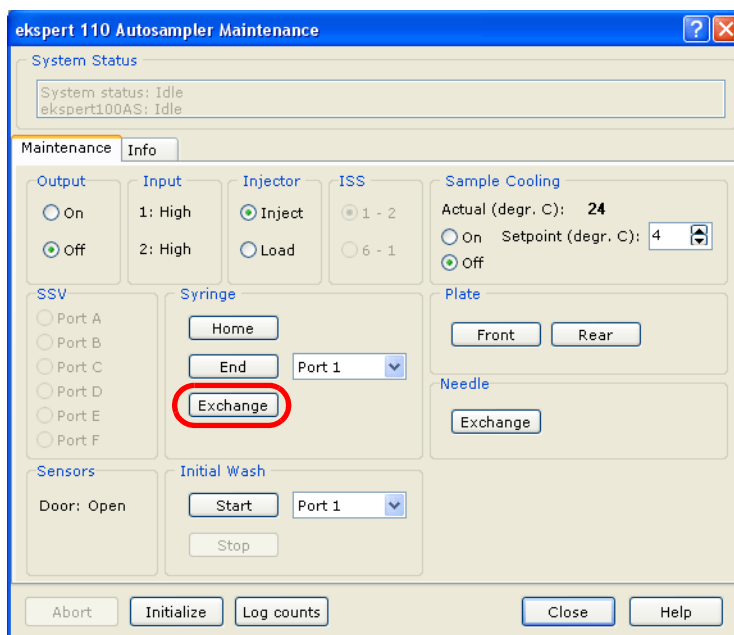 ekspert 110 Autosampler Maintenance
System Status
System status: Idle
ekspert100AS: Idle
Maintenance Info
Output
On
Off
Input
1: High
2: High
Injector
Inject
Load
ISS
1 - 2
6 - 1
Sample Cooling
Actual (degr. C): 24
On Setpoint (degr. C): 4
Off
SSV
Port A
Port B
Port C
Port D
Port E
Port F
Syringe
Home
End Port 1
Exchange
Plate
Front Rear
Needle
Exchange
Sensors
Door: Open
Initial Wash
Start Port 1
Stop
Abort Initialize Log counts Close Help